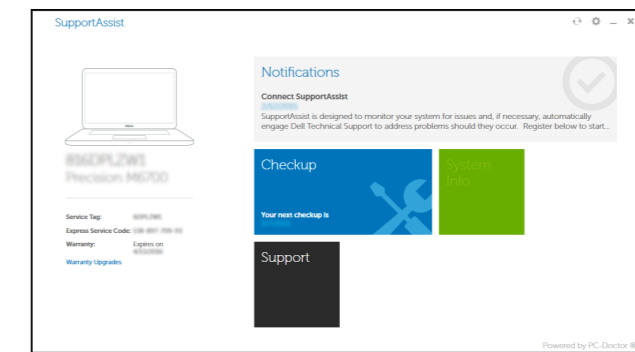 SupportAssist
Notifications
Connect SupportAssist
SupportAssist is designed to monitor your system for issues and, if necessary, automatically
engage Dell Technical Support to address problems should they occur. Register below to start...
Precision M6700
Checkup
System
Info
Your next checkup is
Service Tag:
Express Service Code:
Warranty: Expires on
Warranty Upgrades
Support
Powered by PC-Doctor ®